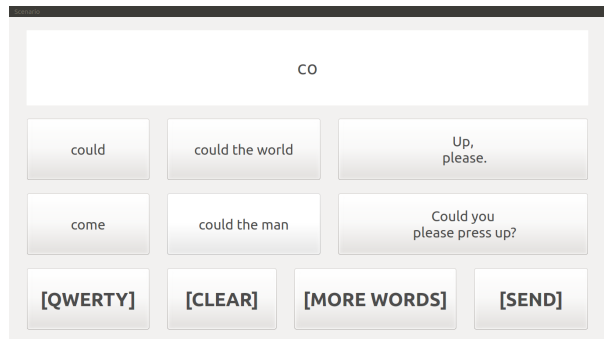 Scenario
co
could
could the world
Up,
please.
come
could the man
Could you
please press up?
[QWERTY]
[CLEAR]
[MORE WORDS]
[SEND]